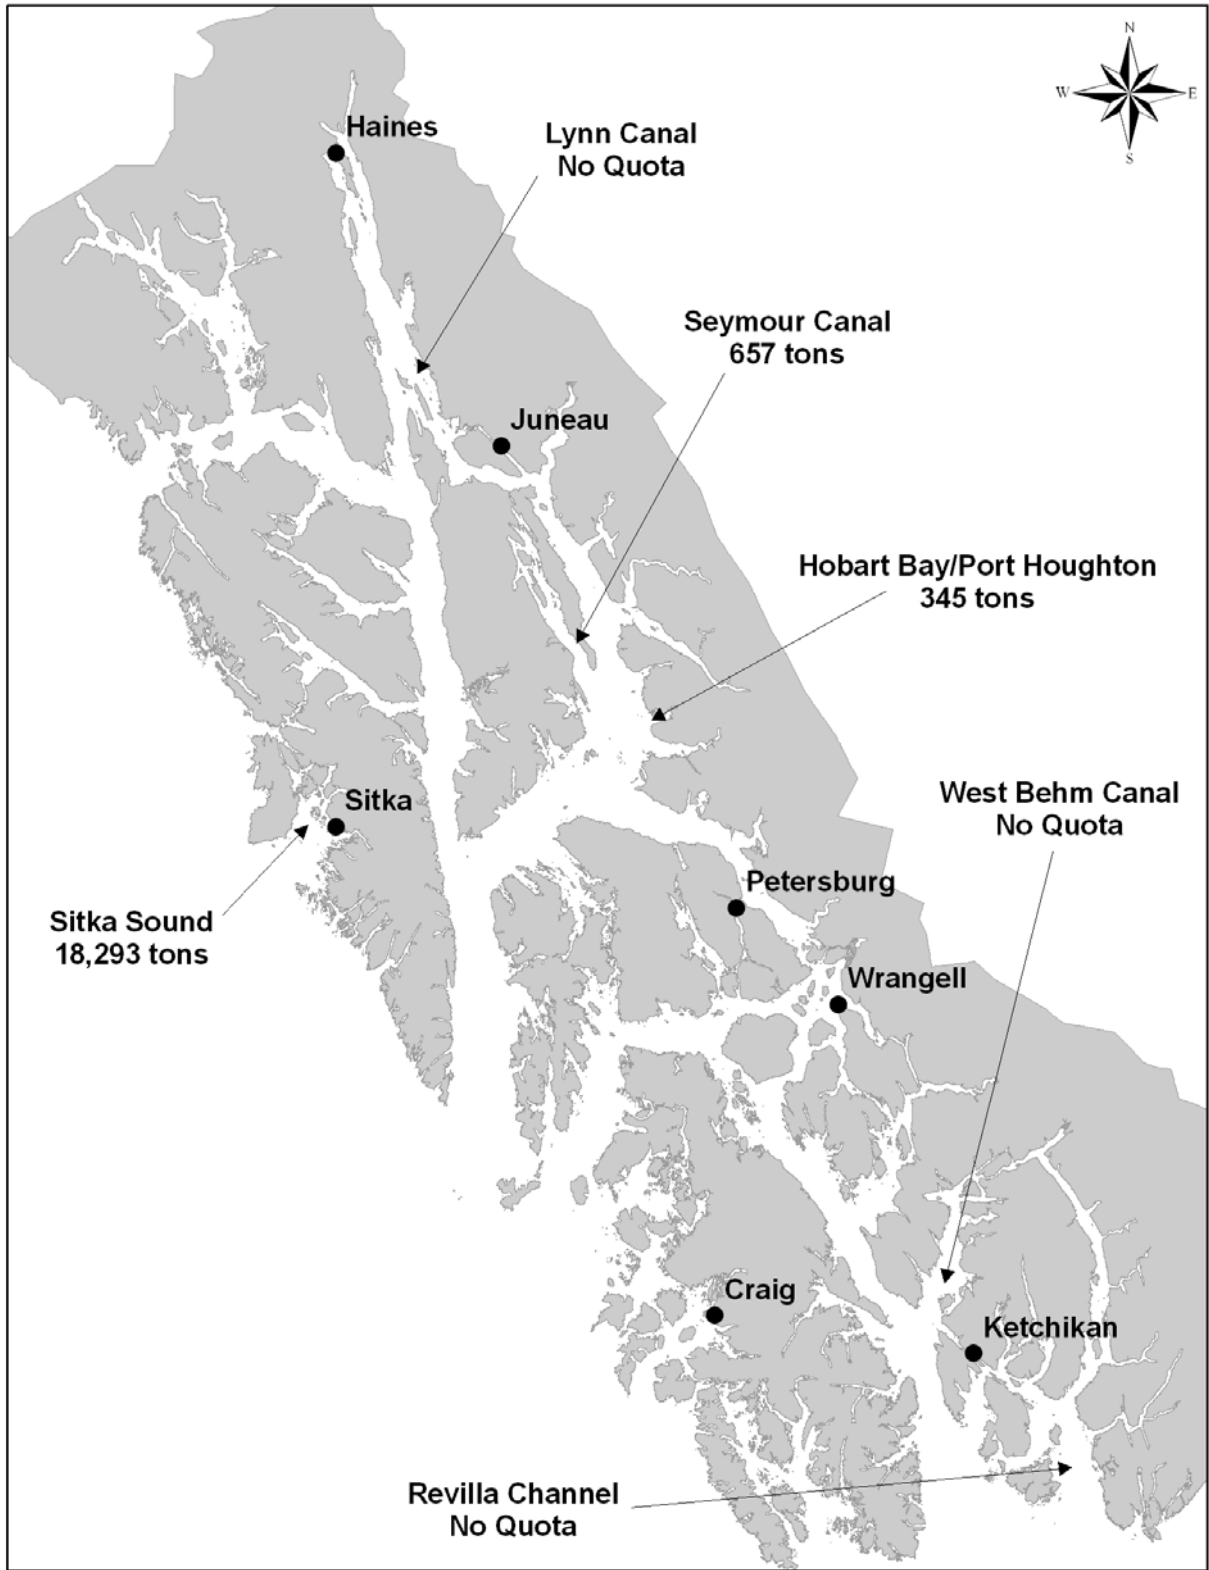 N
W E
S
Haines
Lynn Canal
No Quota
Seymour Canal
657 tons
Juneau
Hobart Bay/Port Houghton
345 tons
West Behm Canal
No Quota
Sitka
Petersburg
Sitka Sound
18,293 tons
Wrangell
Craig
Ketchikan
Revilla Channel
No Quota